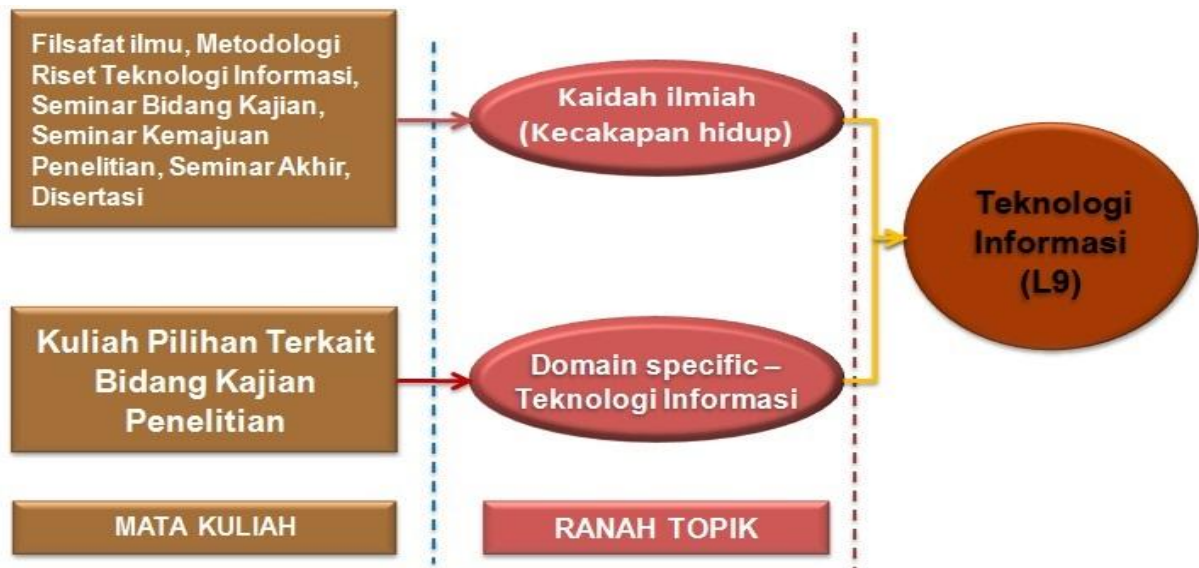 Filsafat ilmu, Metodologi
Riset Teknologi Informasi,
Seminar Bidang Kajian,
Seminar Kemajuan
Penelitian, Seminar Akhir,
Disertasi
Kaidah ilmiah
(Kecakapan hidup)
Teknologi
Informasi
(L9)
Kuliah Pilihan Terkait
Bidang Kajian
Penelitian
Domain specific –
Teknologi Informasi
MATA KULIAH
RANAH TOPIK